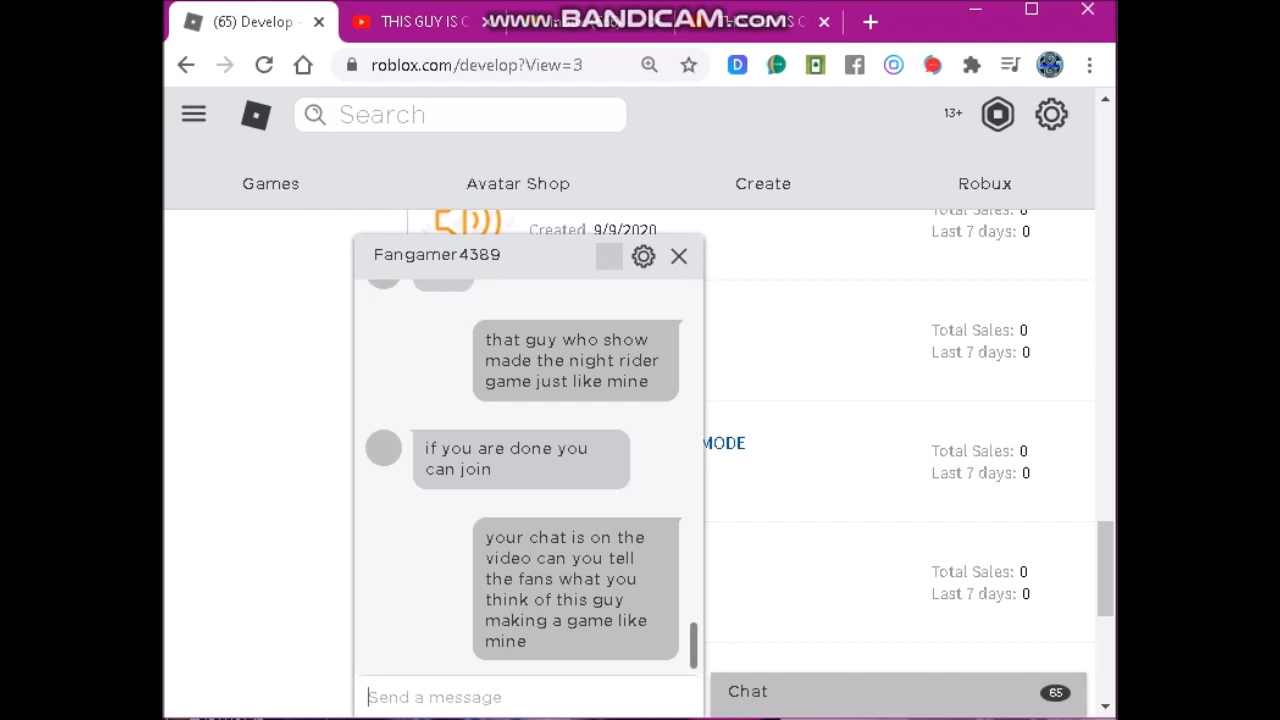 (65) Develop -
THIS GUY IS C
www.BANDICAM.com
roblox.com/develop?View=3
Search
13+
Games
Avatar Shop
Create
Robux
Created 9/9/2020
Total Sales: 0
Last 7 days: 0
Fangamer4389
that guy who show
made the night rider
game just like mine
Total Sales: 0
Last 7 days: 0
if you are done you
can join
MODE
Total Sales: 0
Last 7 days: 0
your chat is on the
video can you tell
the fans what you
think of this guy
making a game like
mine
Total Sales: 0
Last 7 days: 0
Send a message
Chat
65